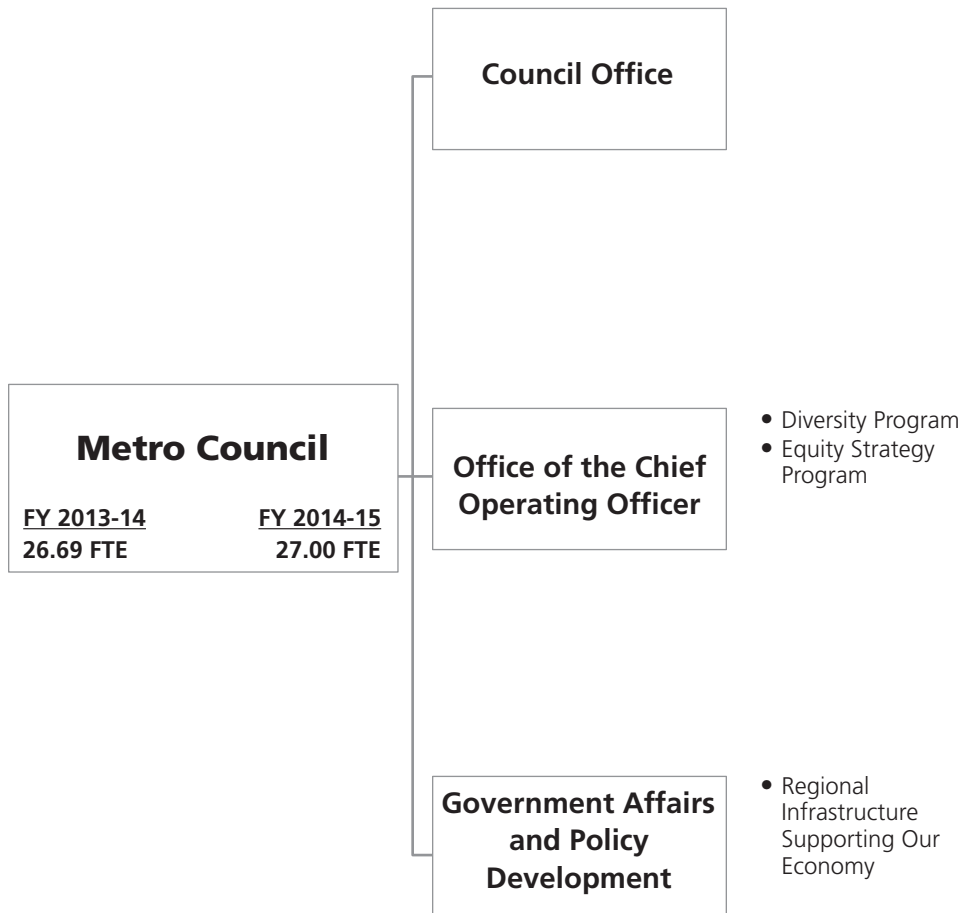 Council Office
Metro Council
FY 2013-14 FY 2014-15
26.69 FTE 27.00 FTE
Office of the Chief
Operating Officer
• Diversity Program
• Equity Strategy
Program
Government Affairs
and Policy
Development
• Regional
Infrastructure
Supporting Our
Economy